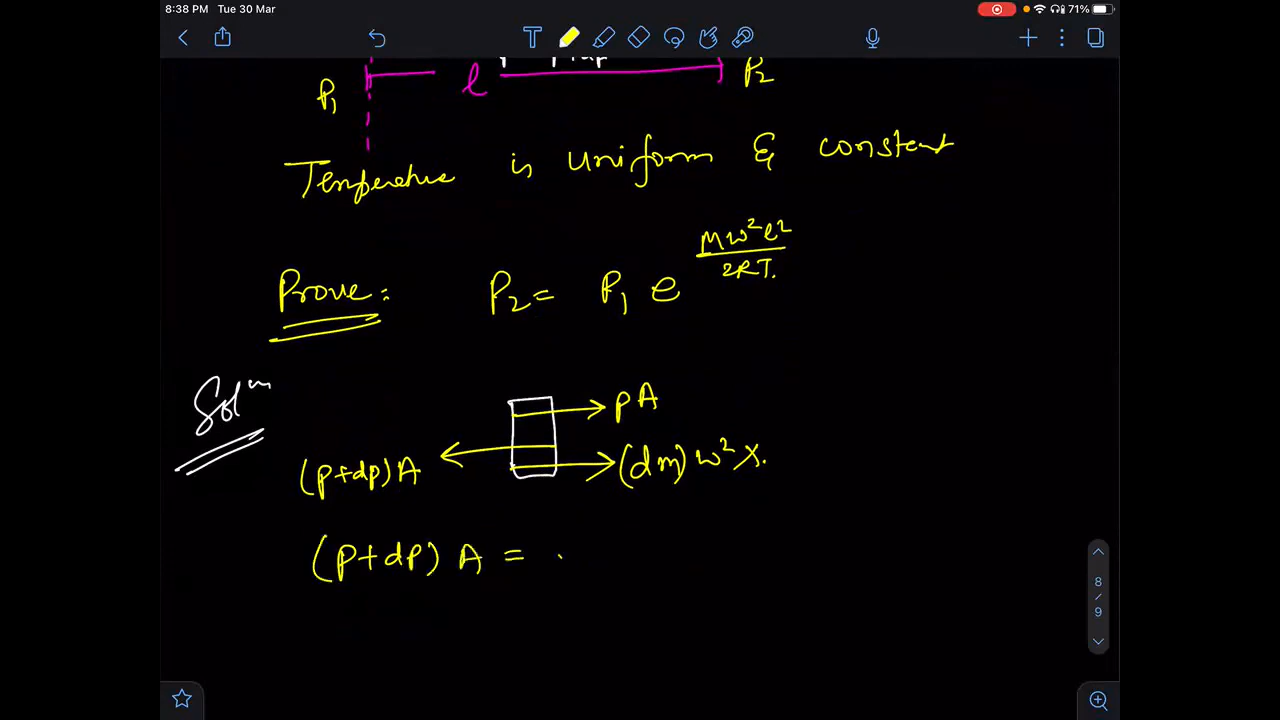 8:38 PM Tue 30 Mar
71%
P₁ l P₂
Temperature is uniform & constant
Prove: P₂ = P₁ e^(Mω²l²/2RT.)
Solⁿ
pA
(p+dp)A (dm)ω²x.
(P+dP) A =
8/9